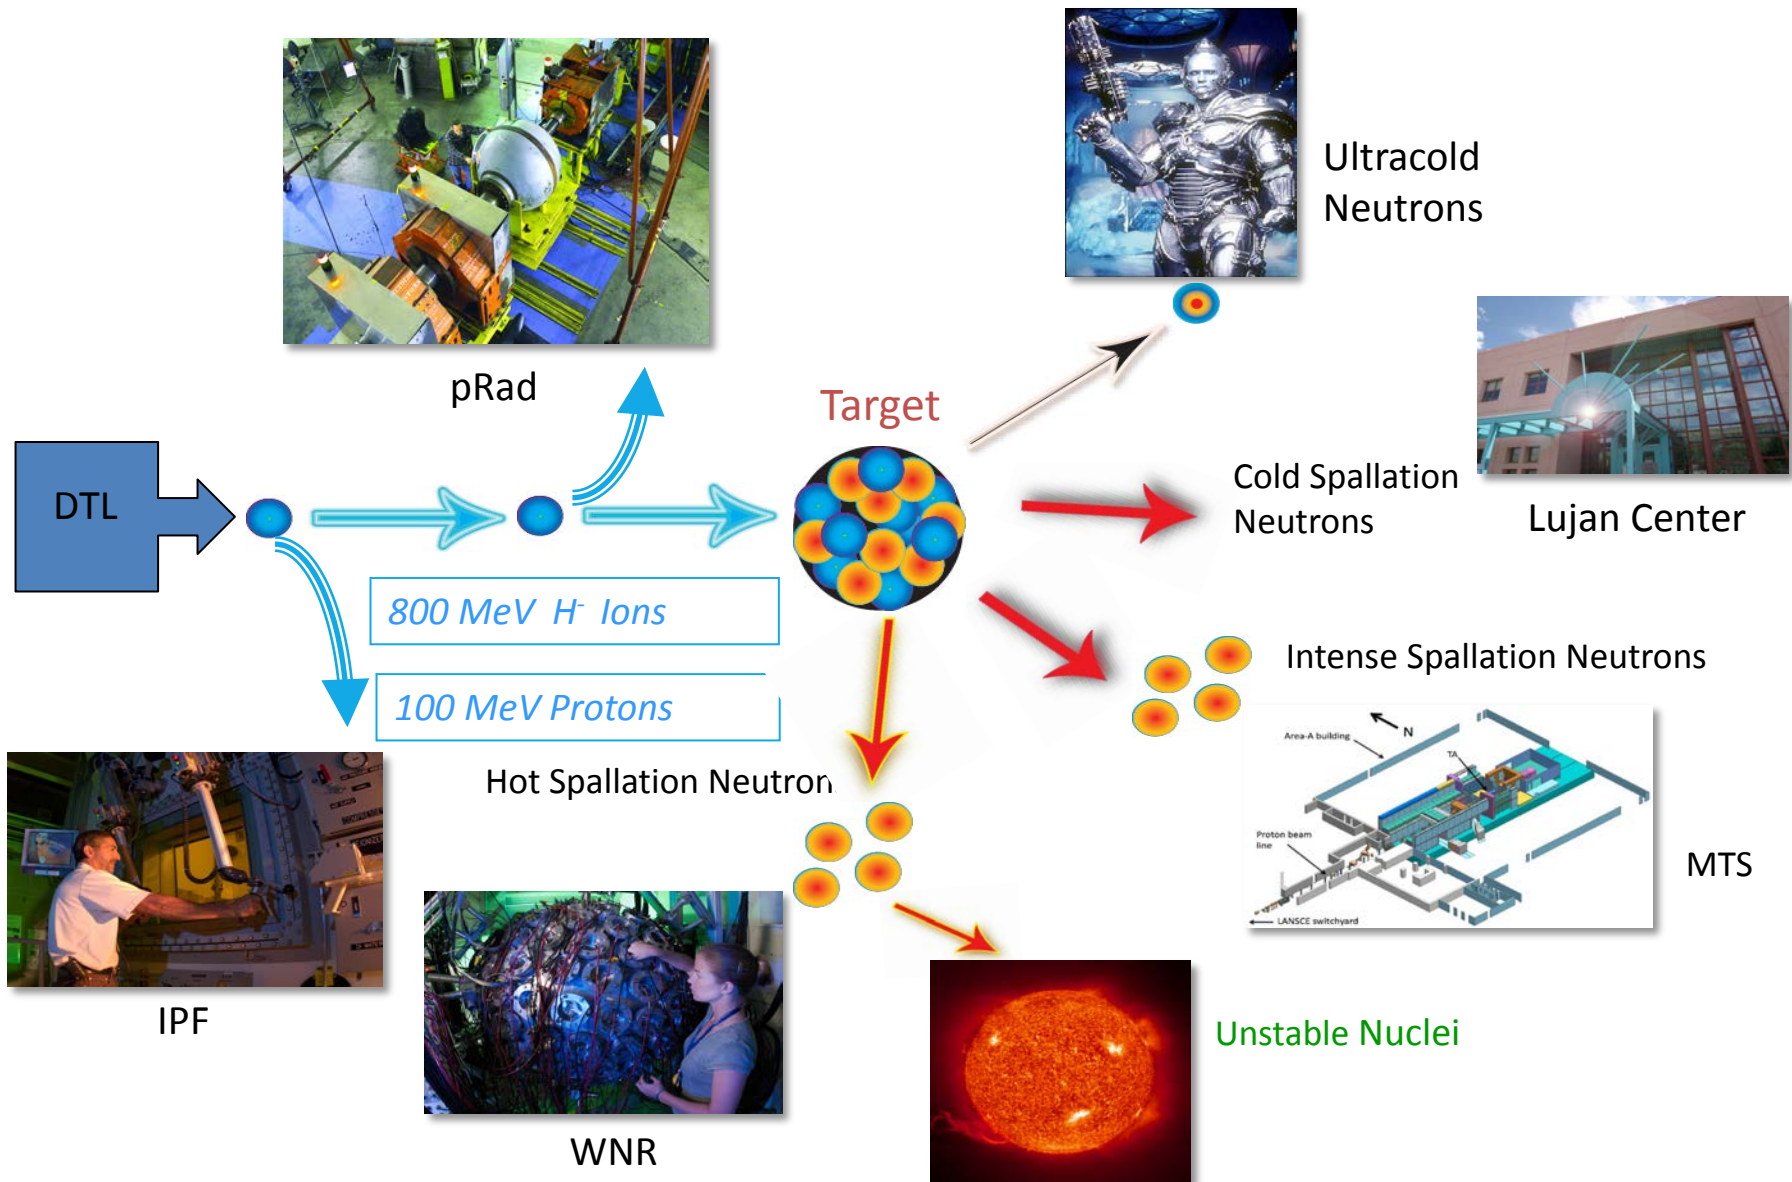 Ultracold
Neutrons
pRad
Target
DTL
Cold Spallation
Neutrons
Lujan Center
800 MeV H⁻ Ions
100 MeV Protons
Intense Spallation Neutrons
Hot Spallation Neutron
N
Area-A building
TA
Proton beam
line
LANSCE switchyard
MTS
IPF
Unstable Nuclei
WNR